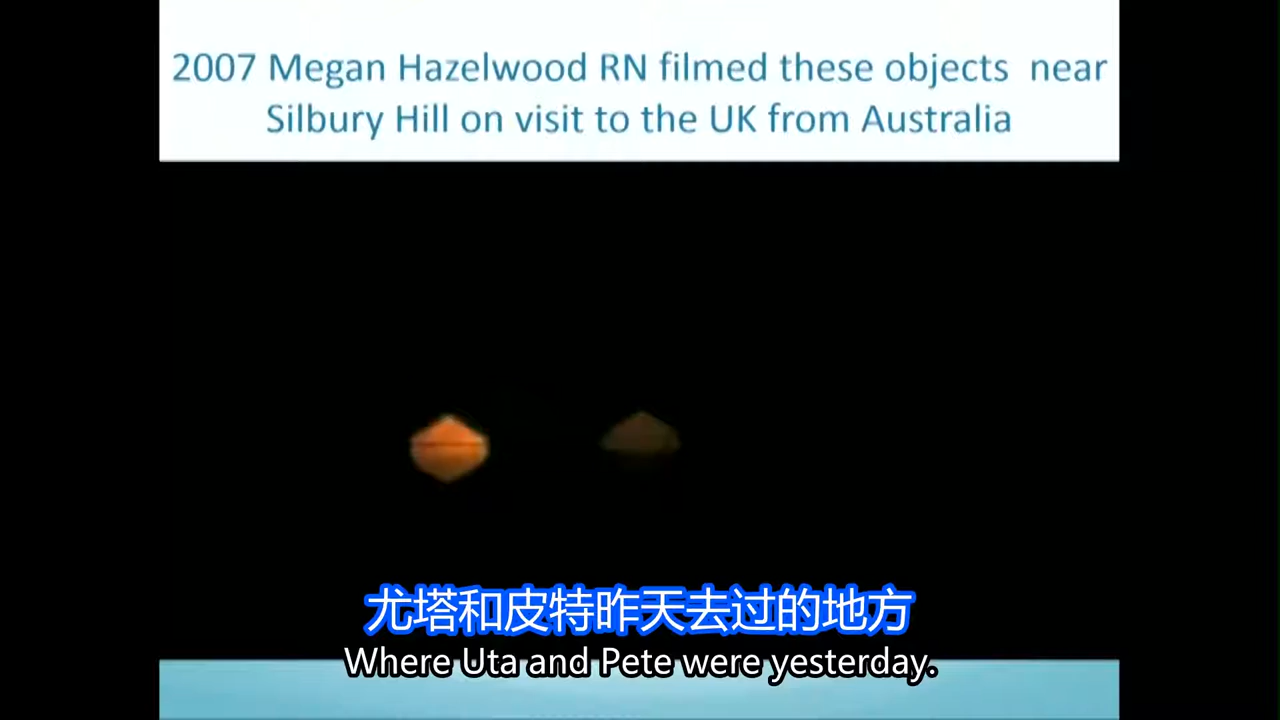 2007 Megan Hazelwood RN filmed these objects near
Silbury Hill on visit to the UK from Australia
尤塔和皮特昨天去过的地方
Where Uta and Pete were yesterday.